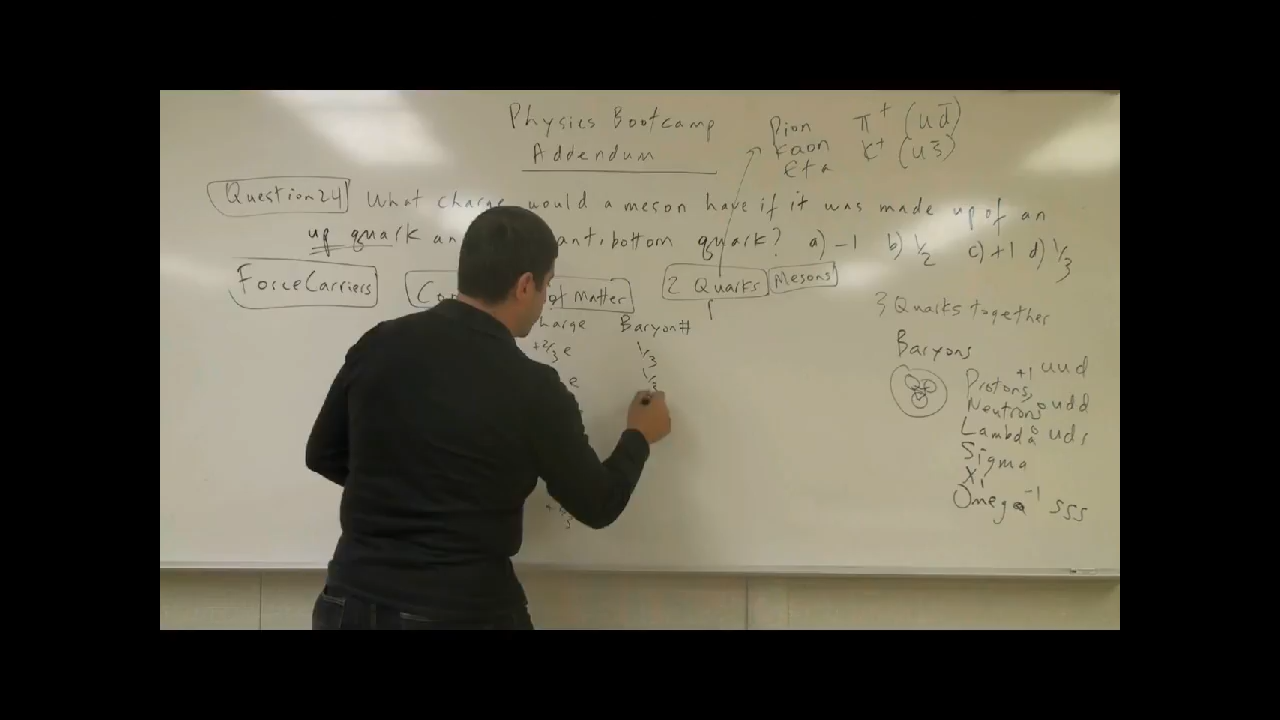 Physics Bootcamp
Addendum
Pion π⁺ (ud̅)
Kaon K⁺ (us̅)
Eta
Question 24 What charge would a meson have if it was made up of an
up quark an antibottom quark? a) -1 b) 1/2 c) +1 d) 1/3
Force Carriers
of Matter
2 Quarks Mesons
3 Quarks together
harge Baryon#
+2/3 e 1/3
e 1/3
Baryons
Protons, +1 uud
Neutrons 0 udd
Lambda 0 uds
Sigma
Xi
Omega -1 sss